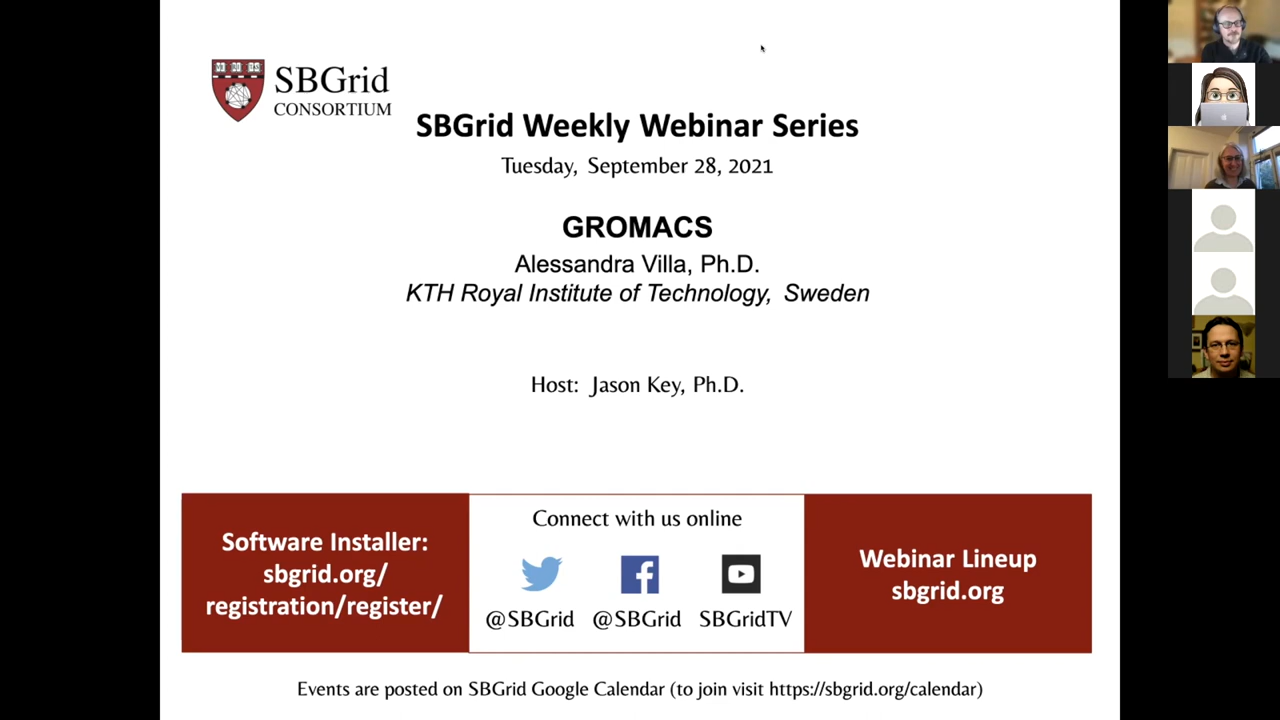 SBGrid
CONSORTIUM
SBGrid Weekly Webinar Series
Tuesday, September 28, 2021
GROMACS
Alessandra Villa, Ph.D.
KTH Royal Institute of Technology, Sweden
Host: Jason Key, Ph.D.
Software Installer:
sbgrid.org/
registration/register/
Connect with us online
@SBGrid @SBGrid SBGridTV
Webinar Lineup
sbgrid.org
Events are posted on SBGrid Google Calendar (to join visit https://sbgrid.org/calendar)